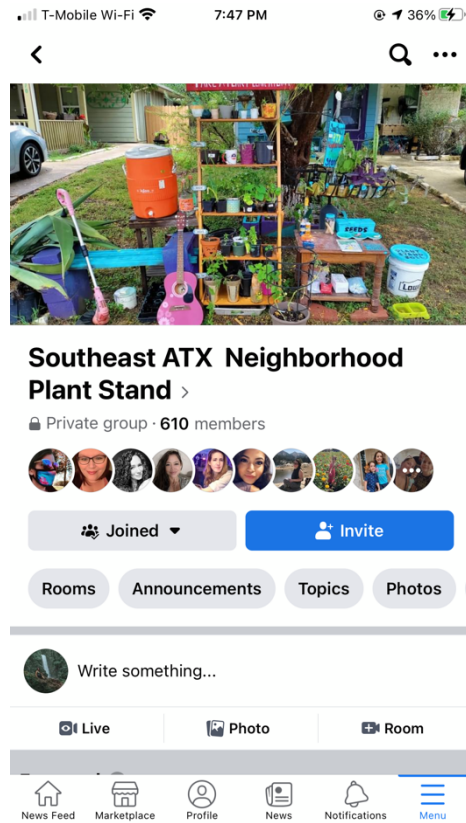 T-Mobile Wi-Fi 7:47 PM 36%
SEEDS
Southeast ATX Neighborhood
Plant Stand
Private group · 610 members
Joined Invite
Rooms Announcements Topics Photos
Write something...
Live Photo Room
News Feed Marketplace Profile News Notifications Menu